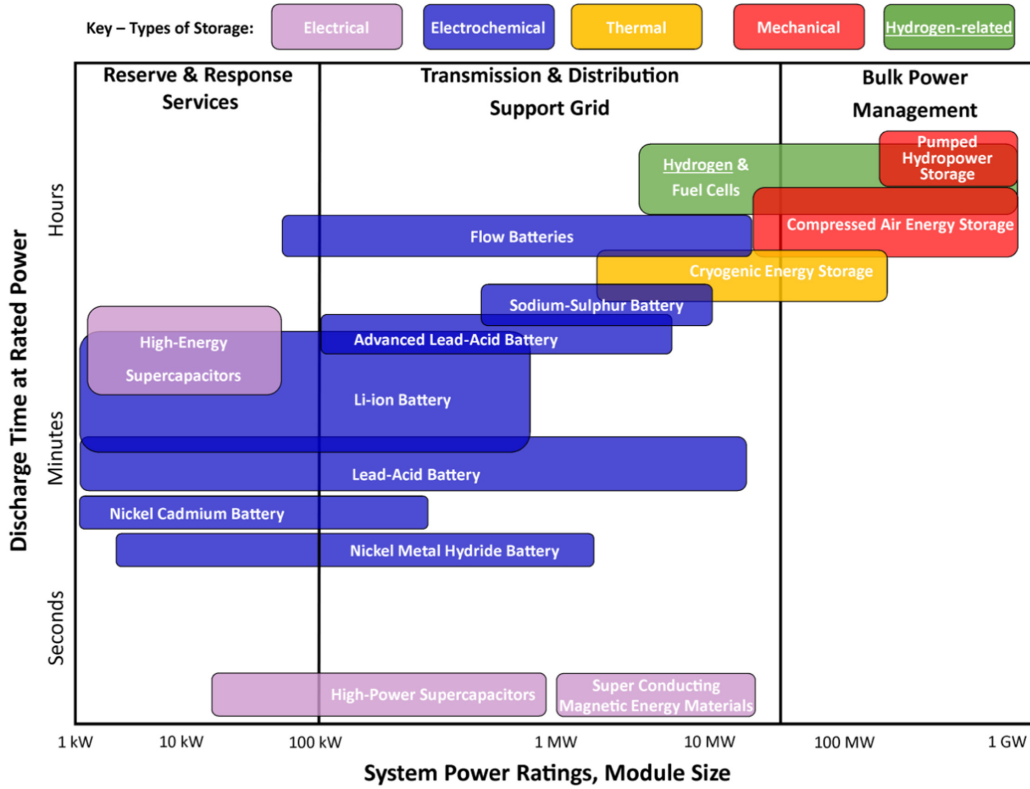 Key – Types of Storage:
Electrical
Electrochemical
Thermal
Mechanical
Hydrogen-related
Reserve & Response
Services
Transmission & Distribution
Support Grid
Bulk Power
Management
Pumped
Hydropower
Storage
Hydrogen &
Fuel Cells
Compressed Air Energy Storage
Flow Batteries
Cryogenic Energy Storage
Sodium-Sulphur Battery
Advanced Lead-Acid Battery
High-Energy
Supercapacitors
Li-ion Battery
Lead-Acid Battery
Nickel Cadmium Battery
Nickel Metal Hydride Battery
High-Power Supercapacitors
Super Conducting
Magnetic Energy Materials
Discharge Time at Rated Power
Hours
Minutes
Seconds
1 kW
10 kW
100 kW
1 MW
10 MW
100 MW
1 GW
System Power Ratings, Module Size